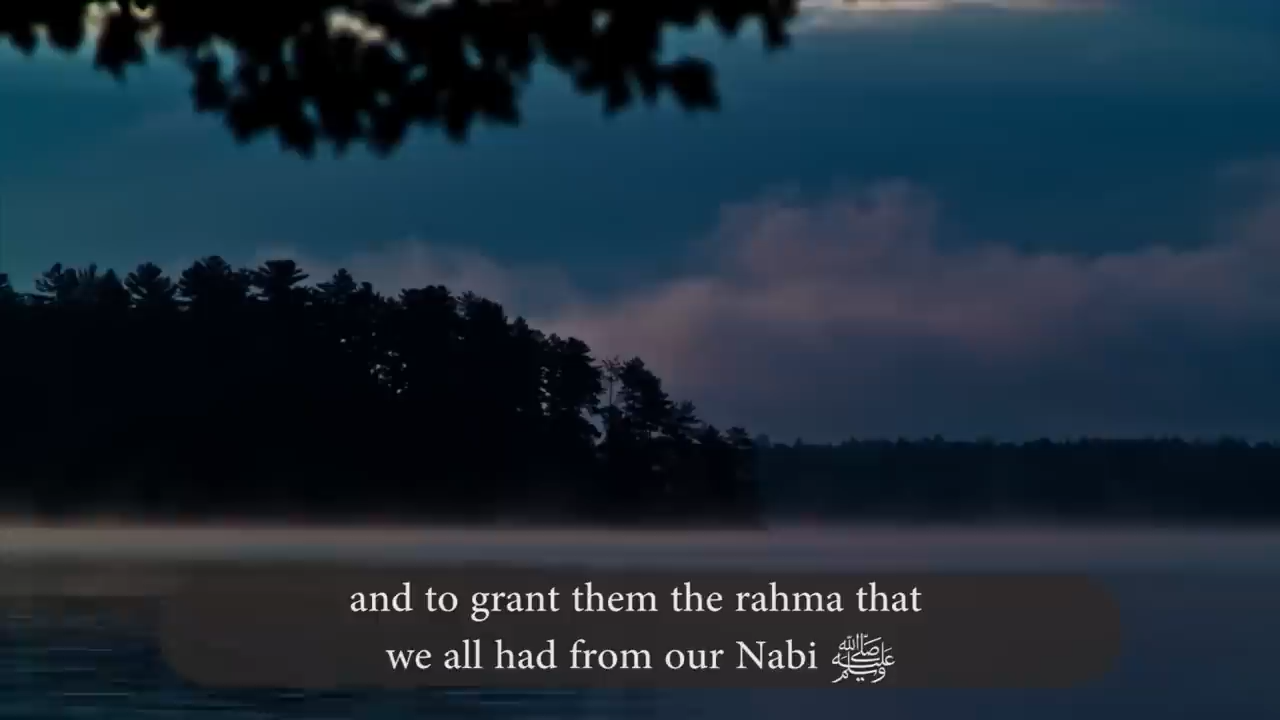 and to grant them the rahma that
we all had from our Nabi ﷺ